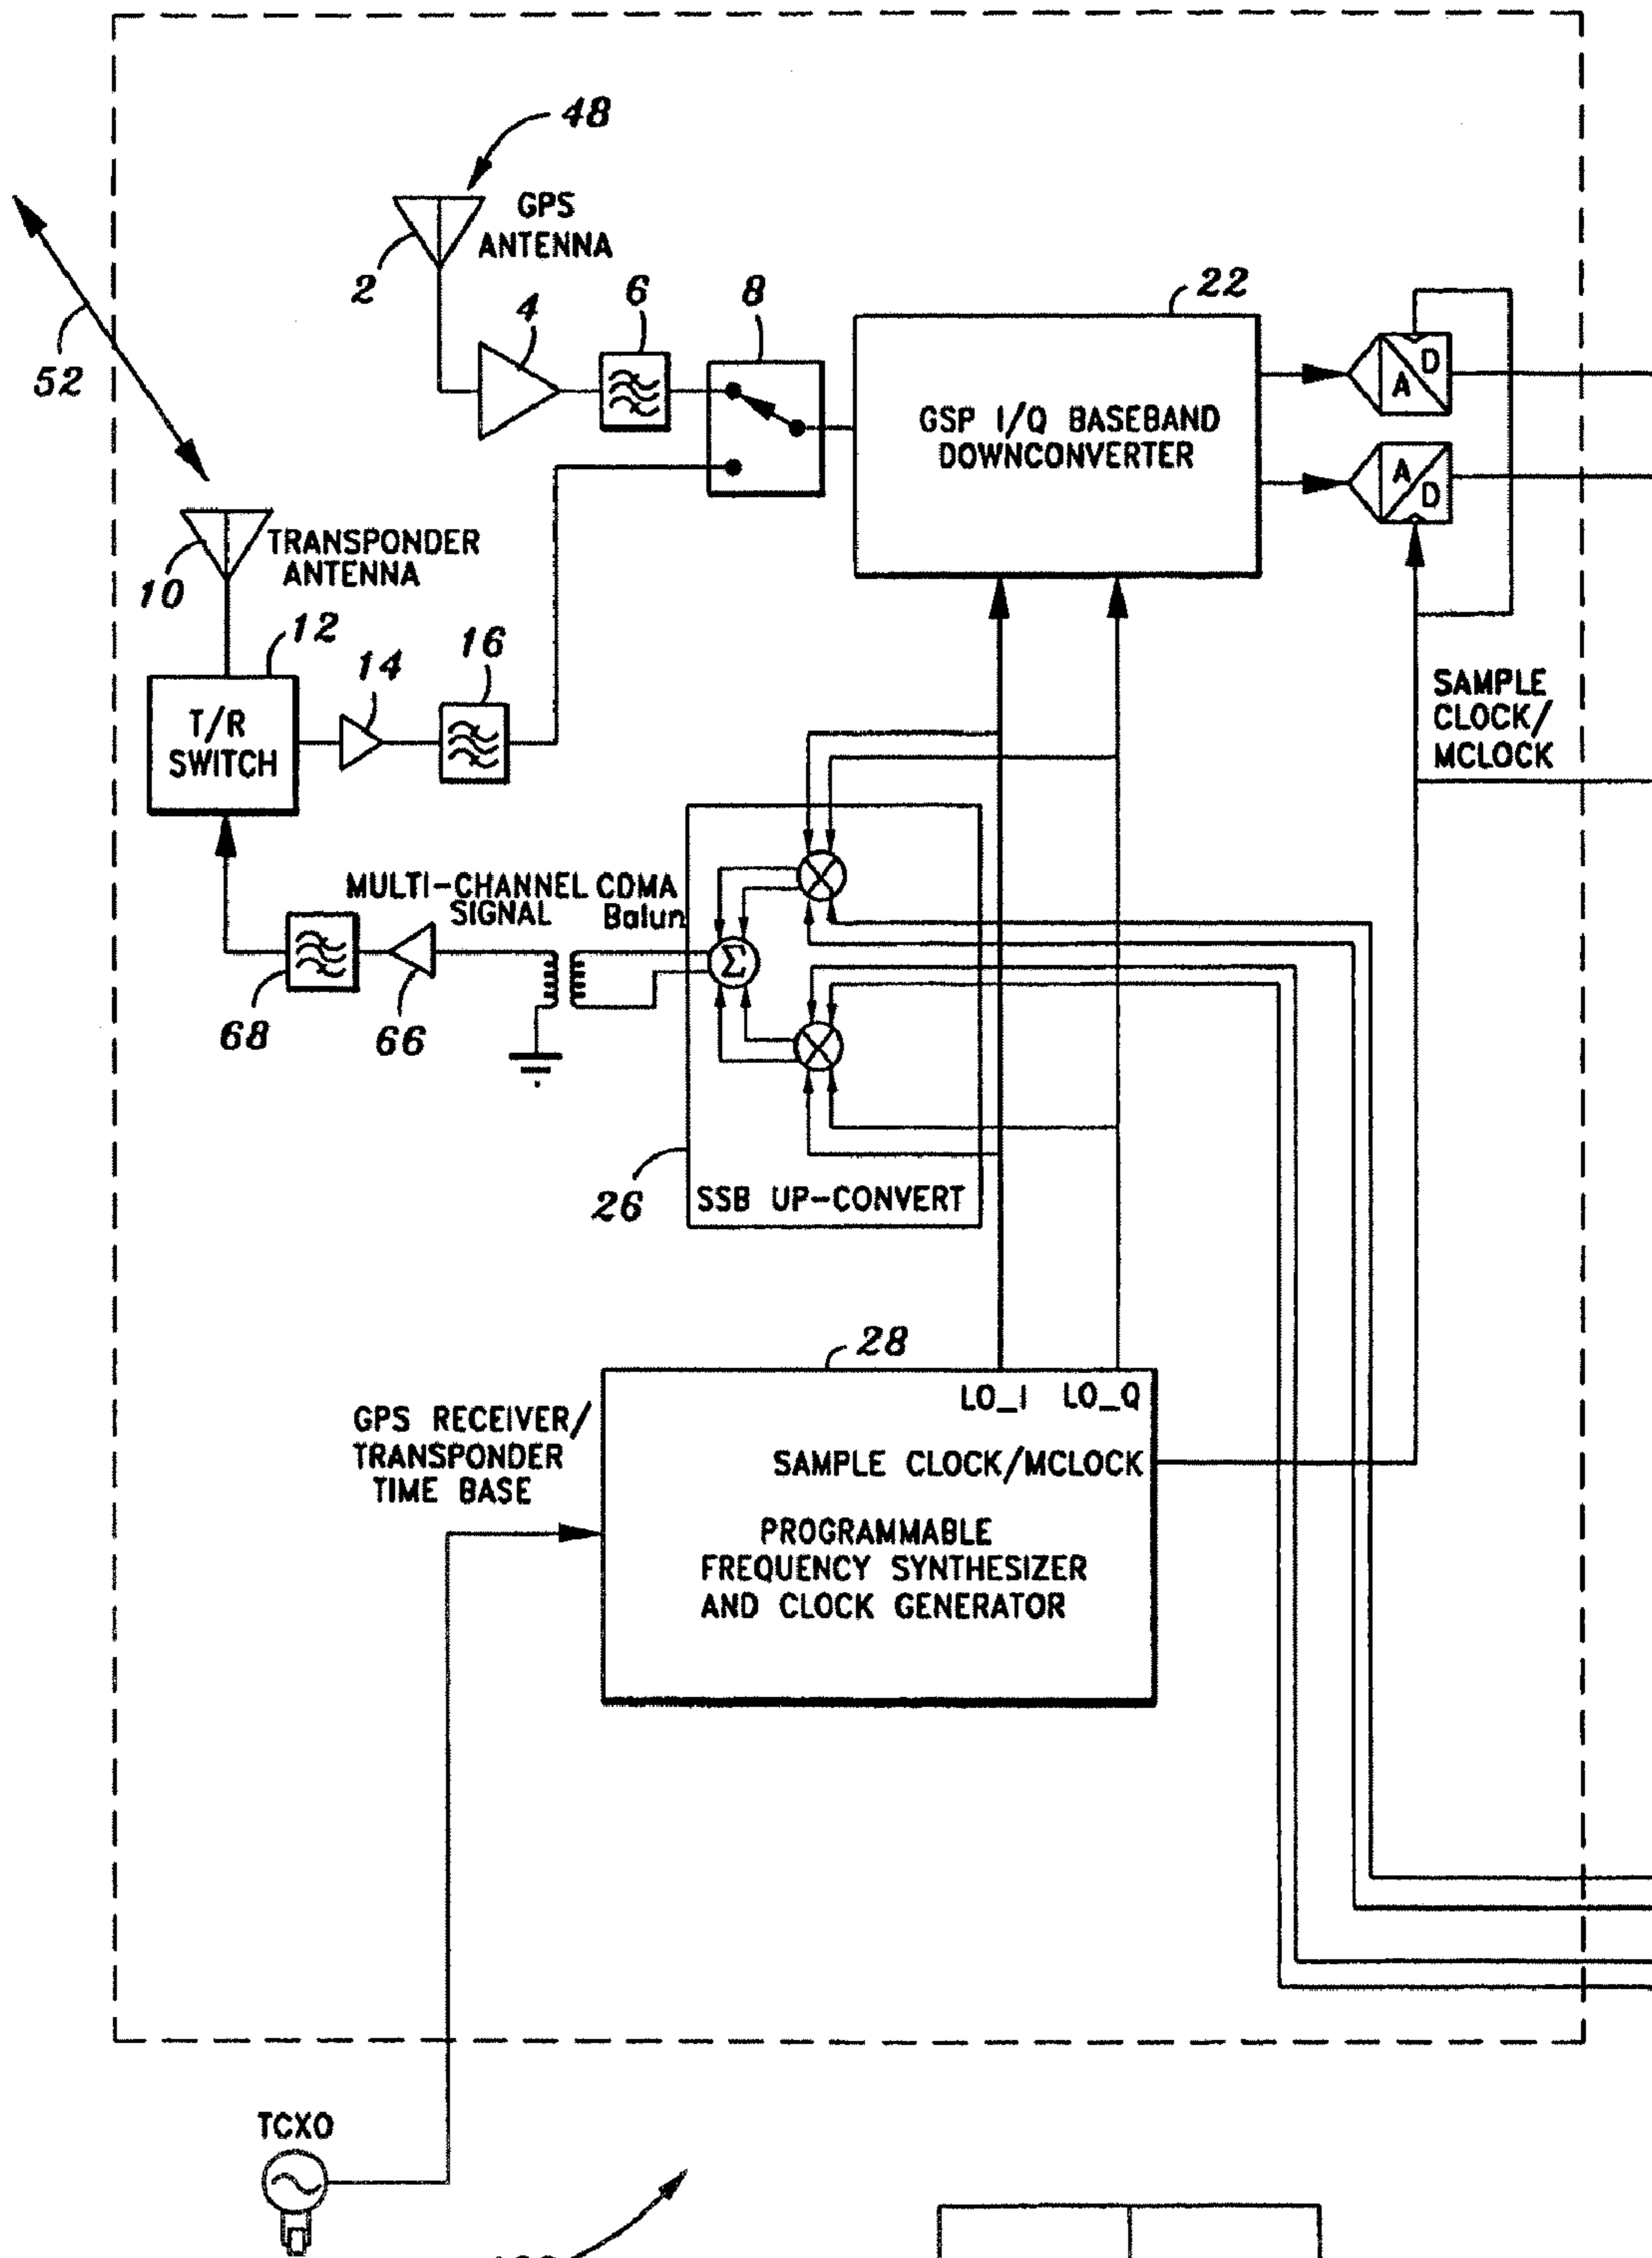 48
GPS
ANTENNA
2
4
6
8
22
52
GSP I/Q BASEBAND
DOWNCONVERTER
A D
A D
10
TRANSPONDER
ANTENNA
12
14
16
T/R
SWITCH
SAMPLE
CLOCK/
MCLOCK
MULTI-CHANNEL CDMA
SIGNAL Balun
Σ
68
66
26
SSB UP-CONVERT
28
LO_I LO_Q
GPS RECEIVER/
TRANSPONDER
TIME BASE
SAMPLE CLOCK/MCLOCK
PROGRAMMABLE
FREQUENCY SYNTHESIZER
AND CLOCK GENERATOR
TCXO